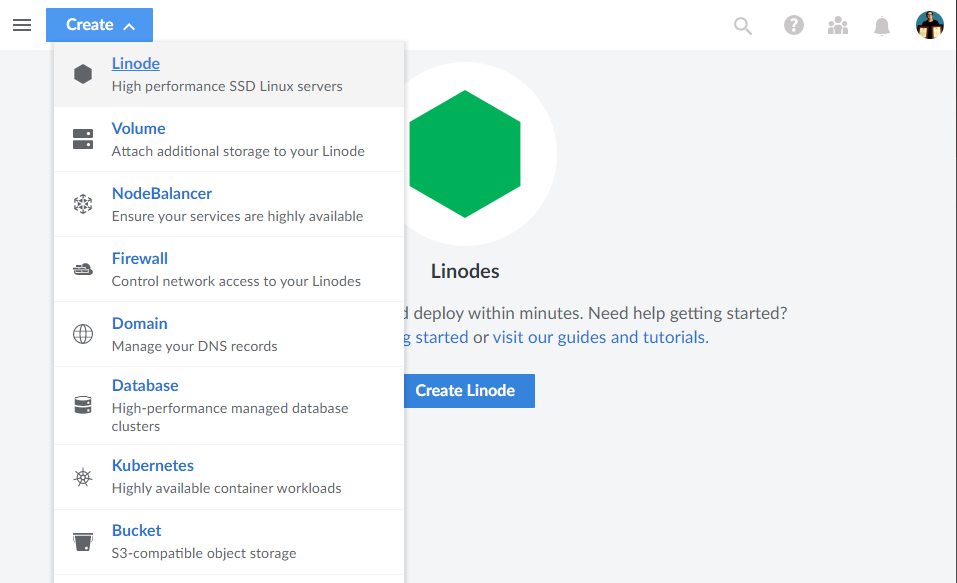 Create
Linode
High performance SSD Linux servers
Volume
Attach additional storage to your Linode
NodeBalancer
Ensure your services are highly available
Firewall
Control network access to your Linodes
Domain
Manage your DNS records
Database
High-performance managed database
clusters
Kubernetes
Highly available container workloads
Bucket
S3-compatible object storage
Linodes
deploy within minutes. Need help getting started?
started or visit our guides and tutorials.
Create Linode